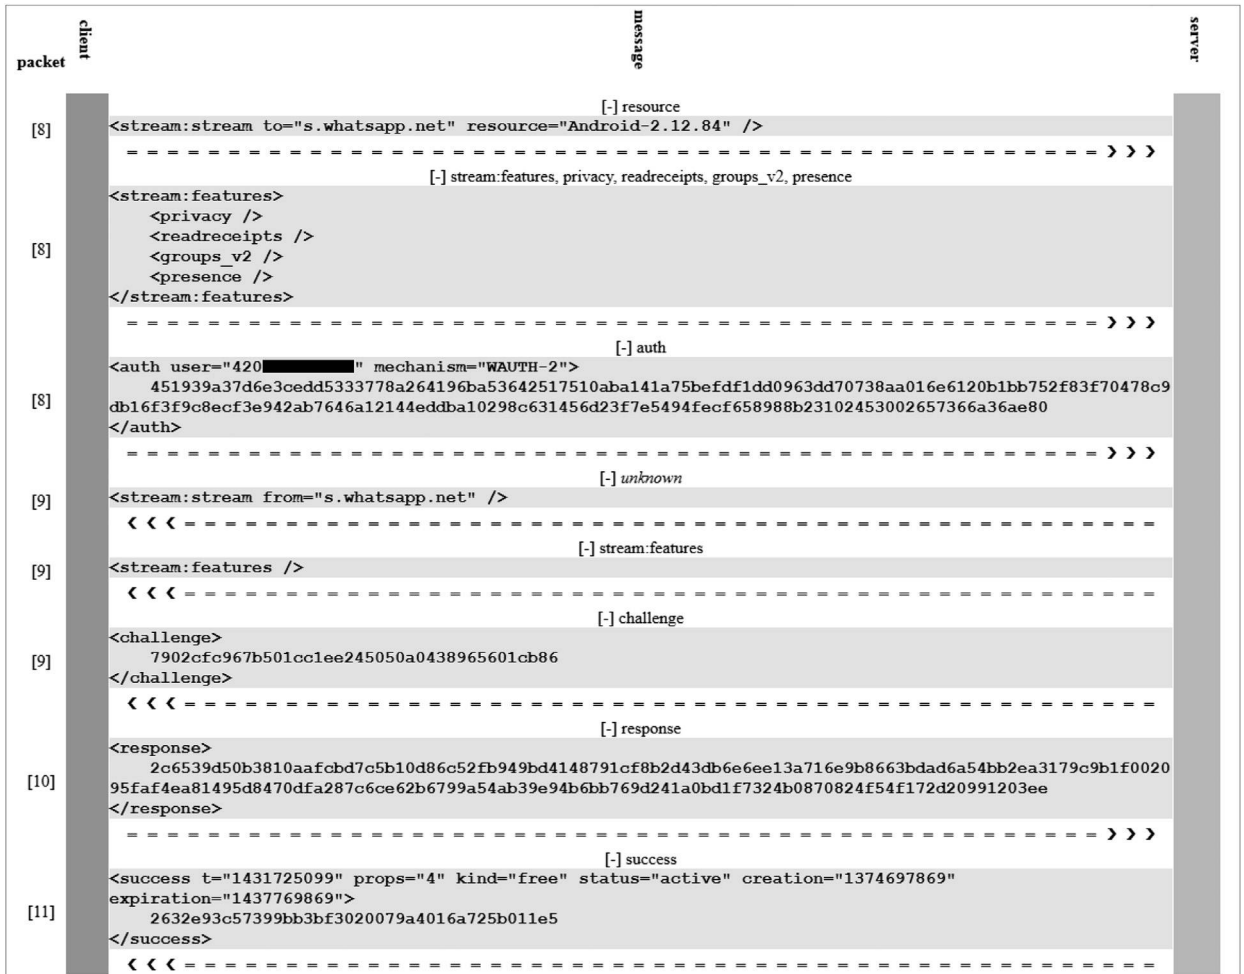 packet client message server
[-] resource
[8] <stream:stream to="s.whatsapp.net" resource="Android-2.12.84" />
= = = = = = = = = = = = = = = = = = = = = = = = = = = = = = = = = = = = = = = = = = = = = = = = ❯ ❯ ❯
[-] stream:features, privacy, readreceipts, groups_v2, presence
<stream:features>
<privacy />
<readreceipts />
[8] <groups_v2 />
<presence />
</stream:features>
= = = = = = = = = = = = = = = = = = = = = = = = = = = = = = = = = = = = = = = = = = = = = = = = ❯ ❯ ❯
[-] auth
<auth user="420 " mechanism="WAUTH-2">
451939a37d6e3cedd5333778a264196ba53642517510aba141a75befdf1dd0963dd70738aa016e6120b1bb752f83f70478c9
[8] db16f3f9c8ecf3e942ab7646a12144eddba10298c631456d23f7e5494fecf658988b23102453002657366a36ae80
</auth>
= = = = = = = = = = = = = = = = = = = = = = = = = = = = = = = = = = = = = = = = = = = = = = = = ❯ ❯ ❯
[-] unknown
[9] <stream:stream from="s.whatsapp.net" />
❮ ❮ ❮ = = = = = = = = = = = = = = = = = = = = = = = = = = = = = = = = = = = = = = = = = = = = = = = =
[-] stream:features
[9] <stream:features />
❮ ❮ ❮ = = = = = = = = = = = = = = = = = = = = = = = = = = = = = = = = = = = = = = = = = = = = = = = =
[-] challenge
<challenge>
[9] 7902cfc967b501cc1ee245050a0438965601cb86
</challenge>
❮ ❮ ❮ = = = = = = = = = = = = = = = = = = = = = = = = = = = = = = = = = = = = = = = = = = = = = = = =
[-] response
<response>
2c6539d50b3810aafcbd7c5b10d86c52fb949bd4148791cf8b2d43db6e6ee13a716e9b8663bdad6a54bb2ea3179c9b1f0020
[10] 95faf4ea81495d8470dfa287c6ce62b6799a54ab39e94b6bb769d241a0bd1f7324b0870824f54f172d20991203ee
</response>
= = = = = = = = = = = = = = = = = = = = = = = = = = = = = = = = = = = = = = = = = = = = = = = = ❯ ❯ ❯
[-] success
<success t="1431725099" props="4" kind="free" status="active" creation="1374697869"
expiration="1437769869">
[11] 2632e93c57399bb3bf3020079a4016a725b011e5
</success>
❮ ❮ ❮ = = = = = = = = = = = = = = = = = = = = = = = = = = = = = = = = = = = = = = = = = = = = = = = =